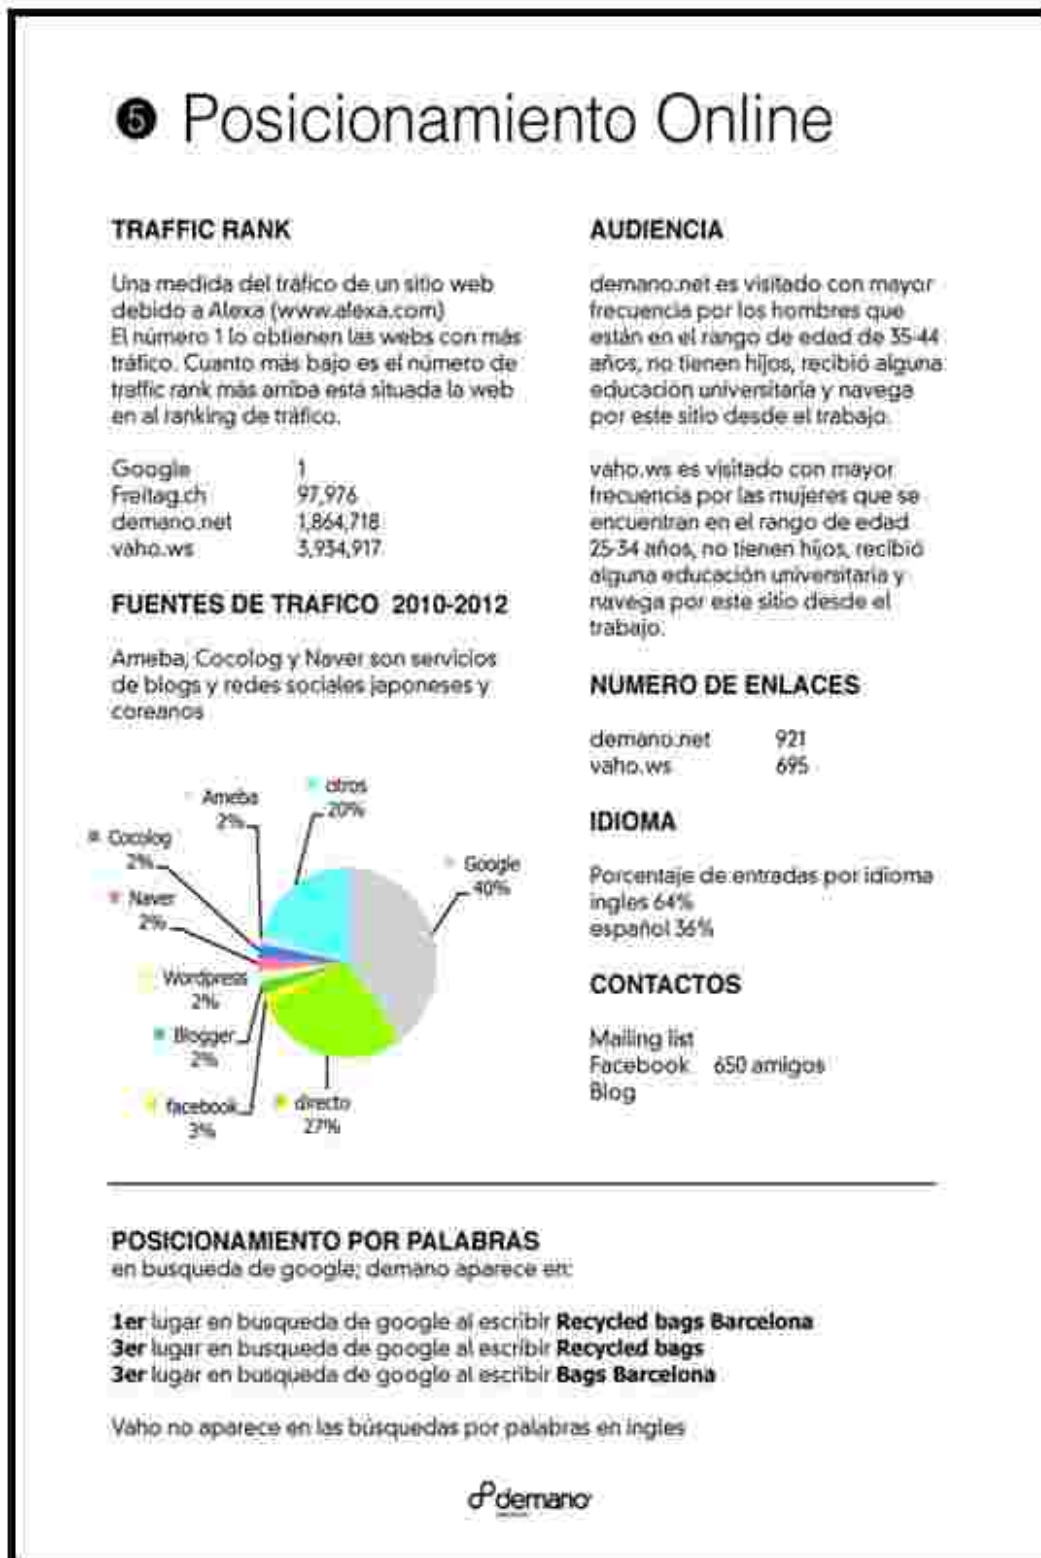 5 Posicionamiento Online
TRAFFIC RANK
Una medida del tráfico de un sitio web
debido a Alexa (www.alexa.com)
El número 1 lo obtienen las webs con más
tráfico. Cuanto más bajo es el número de
traffic rank más arriba está situada la web
en al ranking de tráfico.
Google 1
Freitag.ch 97,976
demano.net 1,864,718
vaho.ws 3,934,917
FUENTES DE TRAFICO 2010-2012
Ameba, Cocolog y Naver son servicios
de blogs y redes sociales japoneses y
coreanos
otros
20%
Ameba
2%
Cocolog
2%
Naver
2%
Wordpress
2%
Blogger
2%
facebook
3%
directo
27%
Google
40%
AUDIENCIA
demano.net es visitado con mayor
frecuencia por los hombres que
están en el rango de edad de 35-44
años, no tienen hijos, recibió alguna
educación universitaria y navega
por este sitio desde el trabajo.
vaho.ws es visitado con mayor
frecuencia por las mujeres que se
encuentran en el rango de edad
25-34 años, no tienen hijos, recibió
alguna educación universitaria y
navega por este sitio desde el
trabajo.
NUMERO DE ENLACES
demano.net 921
vaho.ws 695
IDIOMA
Porcentaje de entradas por idioma
ingles 64%
español 36%
CONTACTOS
Mailing list
Facebook 650 amigos
Blog
POSICIONAMIENTO POR PALABRAS
en busqueda de google; demano aparece en:
1er lugar en busqueda de google al escribir Recycled bags Barcelona
3er lugar en busqueda de google al escribir Recycled bags
3er lugar en busqueda de google al escribir Bags Barcelona
Vaho no aparece en las búsquedas por palabras en ingles
demano